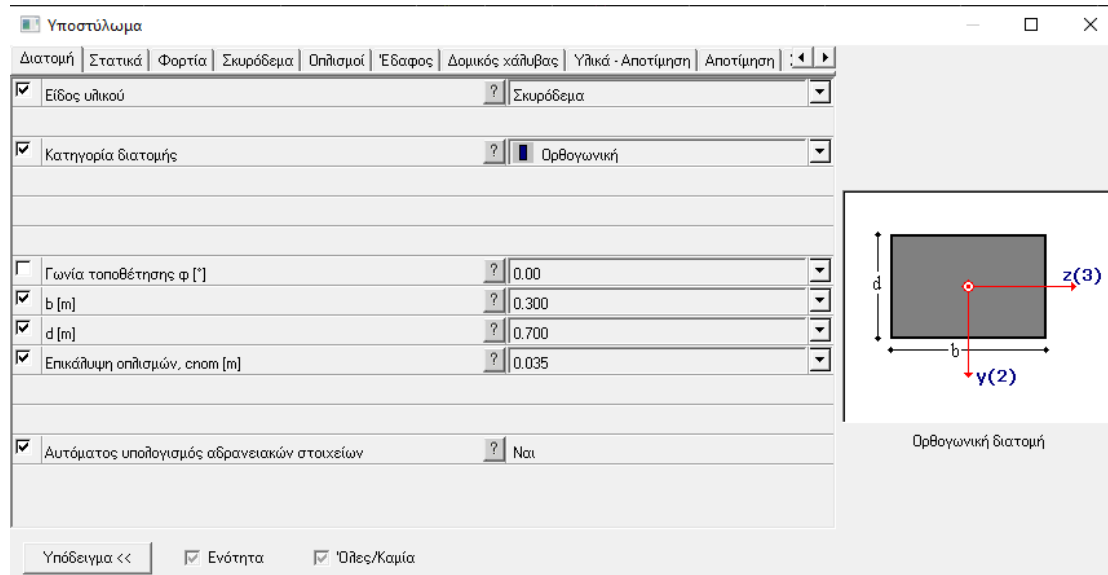 Υποστύλωμα
Διατομή Στατικά Φορτία Σκυρόδεμα Οπλισμοί Έδαφος Δομικός χάλυβας Υλικά - Αποτίμηση Αποτίμηση
Είδος υλικού ? Σκυρόδεμα
Κατηγορία διατομής ? Ορθογωνική
Γωνία τοποθέτησης φ [°] ? 0.00
b [m] ? 0.300
d [m] ? 0.700
Επικάλυψη οπλισμών, cnom [m] ? 0.035
Αυτόματος υπολογισμός αδρανειακών στοιχείων ? Ναι
d
z(3)
b
y(2)
Ορθογωνική διατομή
Υπόδειγμα << Ενότητα Όλες/Καμία